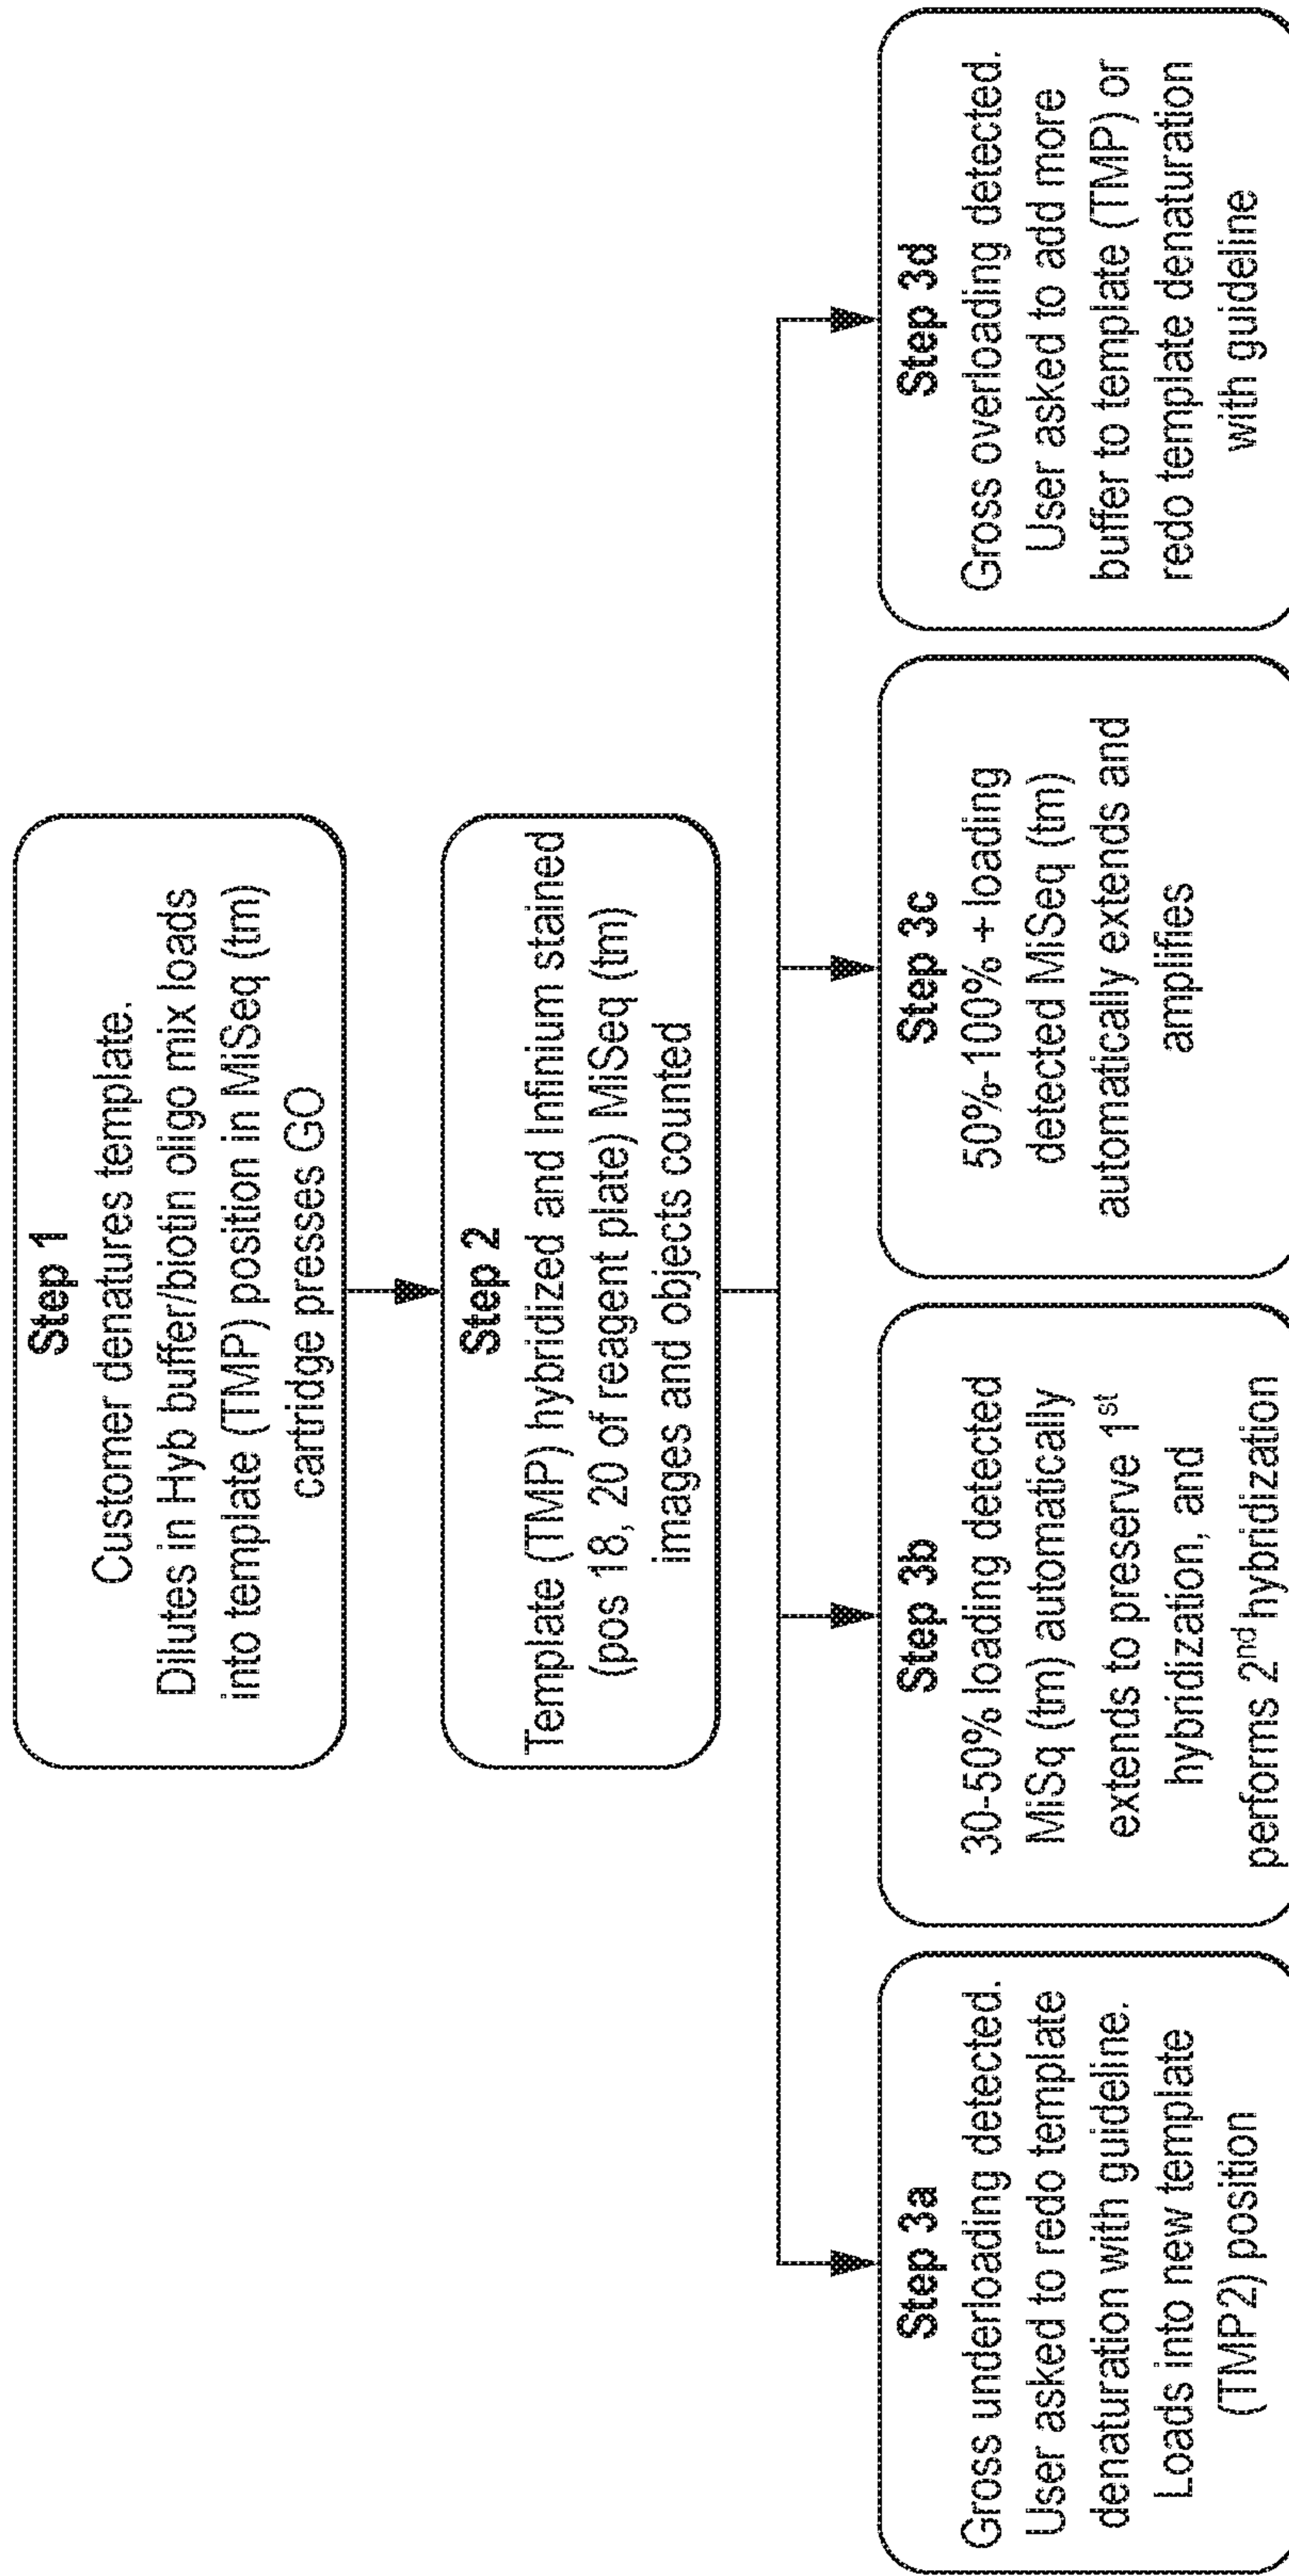 Step 1
Customer denatures template.
Dilutes in Hyb buffer/biotin oligo mix loads
into template (TMP) position in MiSeq (tm)
cartridge presses GO
Step 2
Template (TMP) hybridized and Infinium stained
(pos 18, 20 of reagent plate) MiSeq (tm)
images and objects counted
Step 3a
Gross underloading detected.
User asked to redo template
denaturation with guideline.
Loads into new template
(TMP2) position
Step 3b
30-50% loading detected
MiSq (tm) automatically
extends to preserve 1st
hybridization, and
performs 2nd hybridization
Step 3c
50%-100% + loading
detected MiSeq (tm)
automatically extends and
amplifies
Step 3d
Gross overloading detected.
User asked to add more
buffer to template (TMP) or
redo template denaturation
with guideline